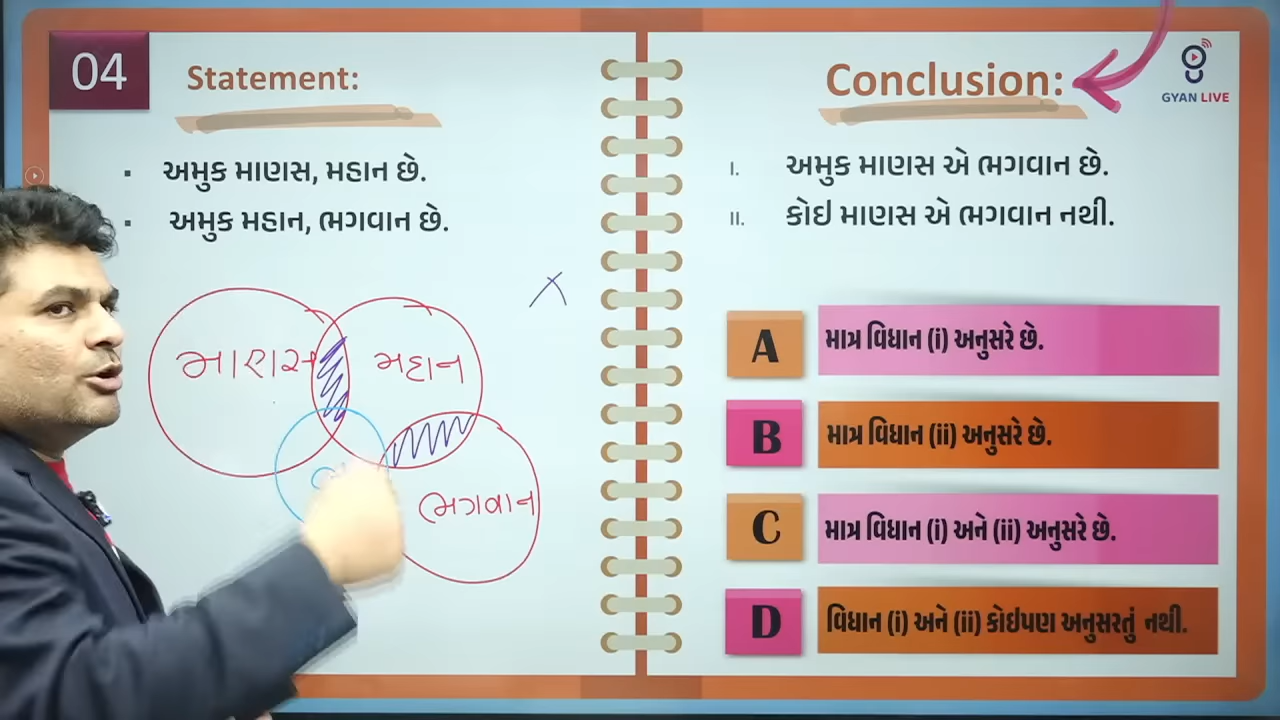 04
Statement:
▪ અમુક માણસ, મહાન છે.
▪ અમુક મહાન, ભગવાન છે.
માણસ
મહાન
ભગવાન
Conclusion:
GYAN LIVE
I. અમુક માણસ એ ભગવાન છે.
II. કોઇ માણસ એ ભગવાન નથી.
A માત્ર વિધાન (i) અનુસરે છે.
B માત્ર વિધાન (ii) અનુસરે છે.
C માત્ર વિધાન (i) અને (ii) અનુસરે છે.
D વિધાન (i) અને (ii) કોઇપણ અનુસરતું નથી.